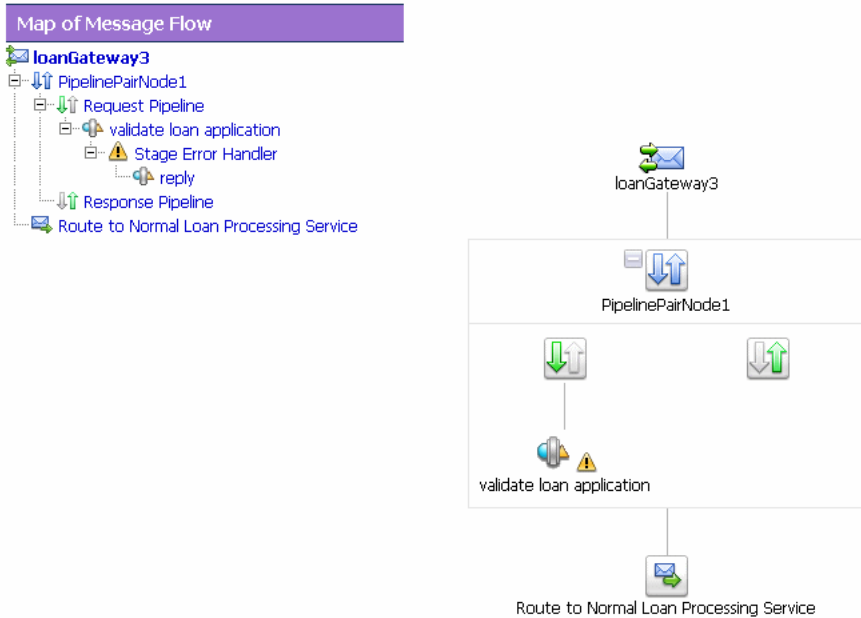 Map of Message Flow
loanGateway3
PipelinePairNode1
Request Pipeline
validate loan application
Stage Error Handler
reply
Response Pipeline
Route to Normal Loan Processing Service
loanGateway3
PipelinePairNode1
validate loan application
Route to Normal Loan Processing Service